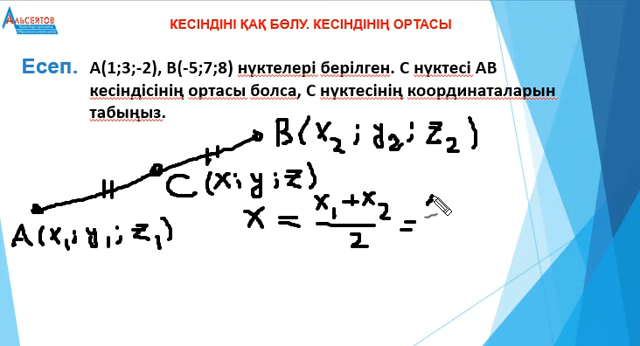 АЛЬСЕИТОВ
КЕСІНДІНІ ҚАҚ БӨЛУ. КЕСІНДІНІҢ ОРТАСЫ
Есеп. А(1;3;-2), В(-5;7;8) нүктелері берілген. С нүктесі АВ
кесіндісінің ортасы болса, С нүктесінің координаталарын
табыңыз.
B(x₂; y₂; z₂)
C(x; y; z)
A(x₁; y₁; z₁)
x = (x₁+x₂)/2 =